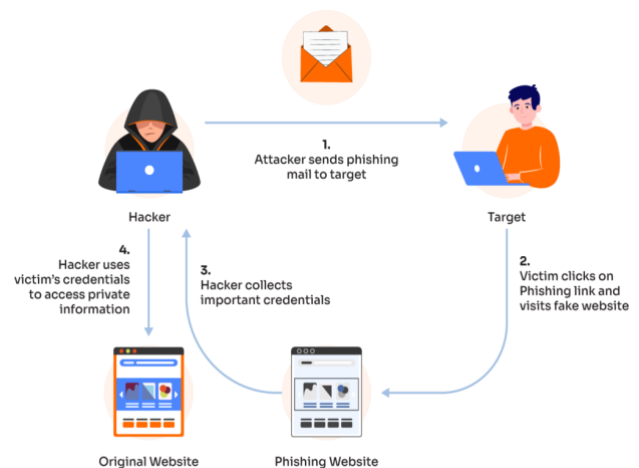 1.
Attacker sends phishing
mail to target
Hacker
Target
4.
Hacker uses
victim's credentials
to access private
information
3.
Hacker collects
important credentials
2.
Victim clicks on
Phishing link and
visits fake website
Original Website
Phishing Website